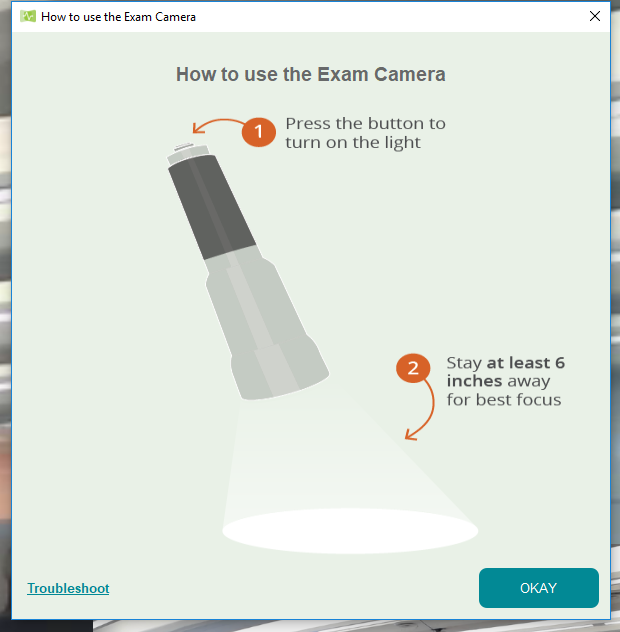 How to use the Exam Camera
How to use the Exam Camera
1
Press the button to
turn on the light
2
Stay at least 6
inches away
for best focus
Troubleshoot
OKAY